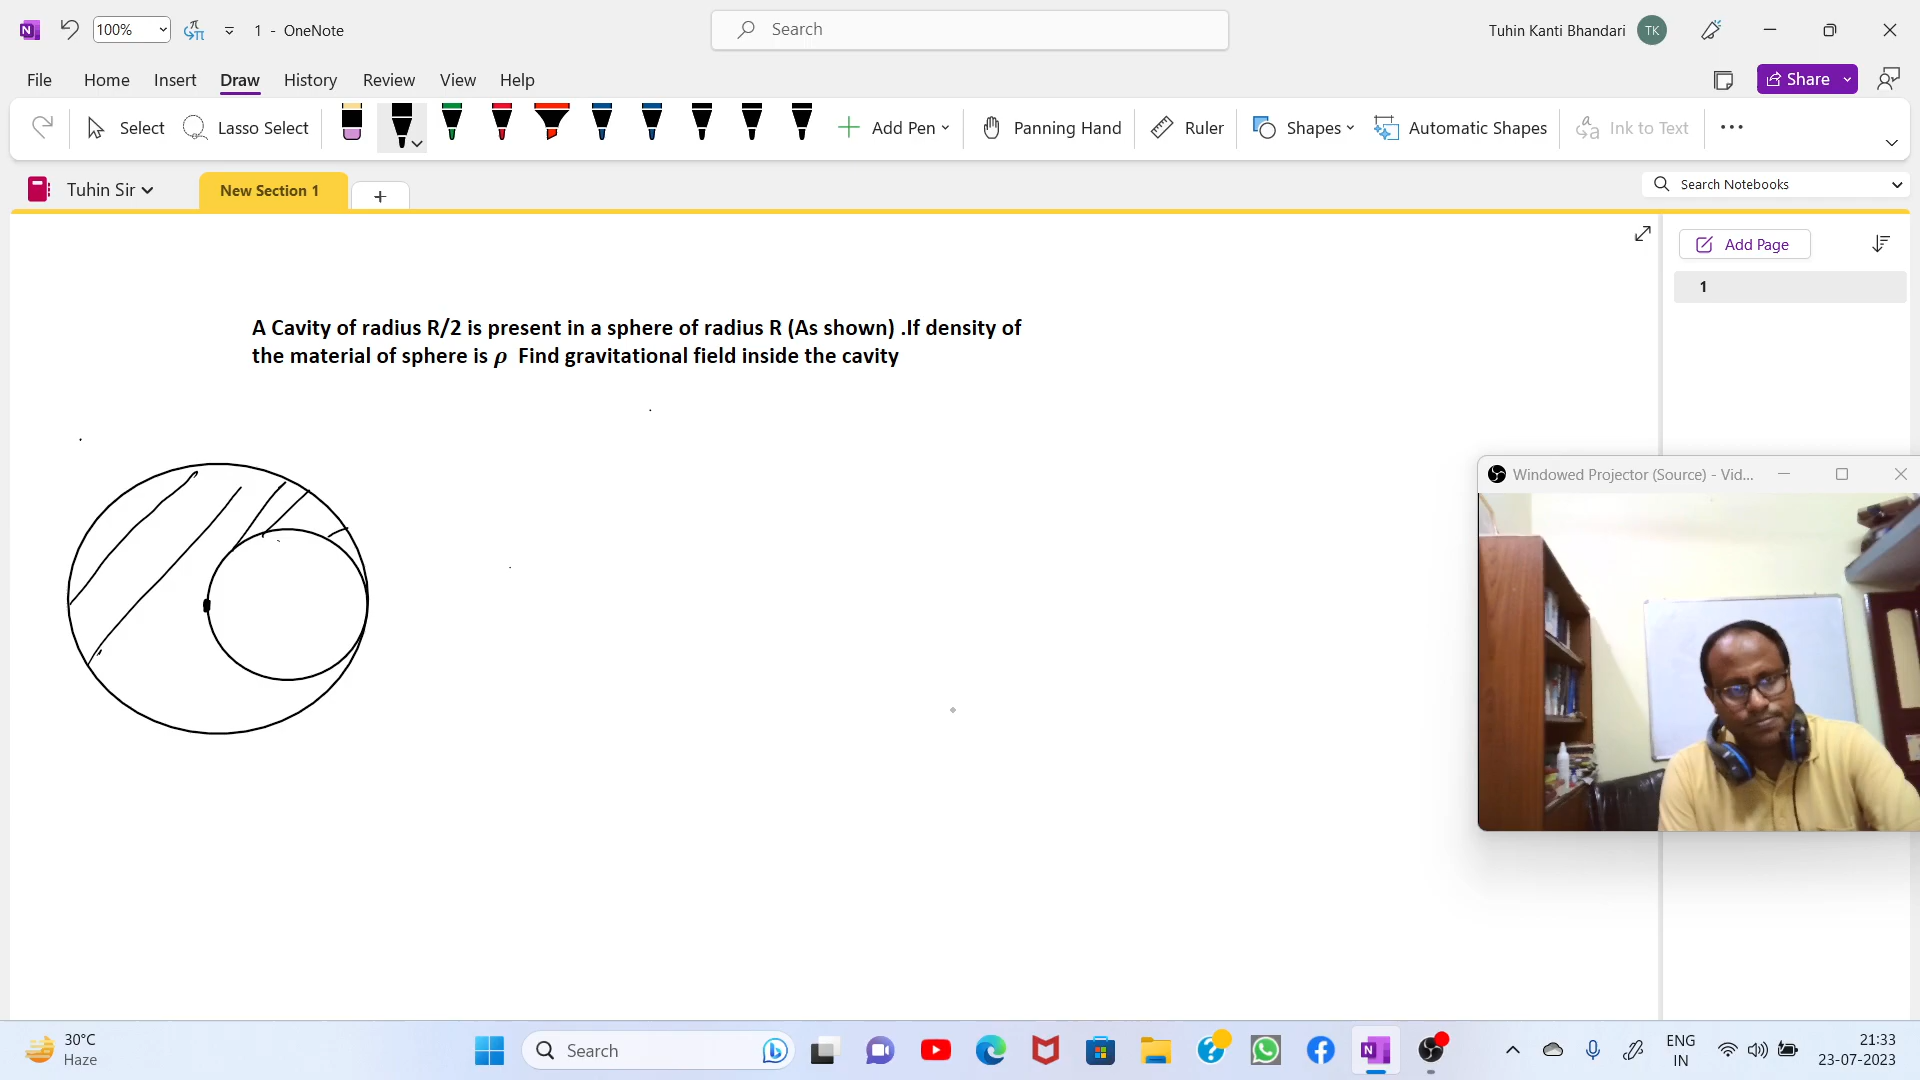 100%
1 - OneNote
Search
Tuhin Kanti Bhandari
TK
File Home Insert Draw History Review View Help
Share
Select
Lasso Select
Add Pen
Panning Hand
Ruler
Shapes
Automatic Shapes
Ink to Text
Tuhin Sir
New Section 1
+
Search Notebooks
Add Page
1
A Cavity of radius R/2 is present in a sphere of radius R (As shown) .If density of
the material of sphere is ρ Find gravitational field inside the cavity
Windowed Projector (Source) - Vid...
30°C
Haze
Search
ENG
IN
21:33
23-07-2023